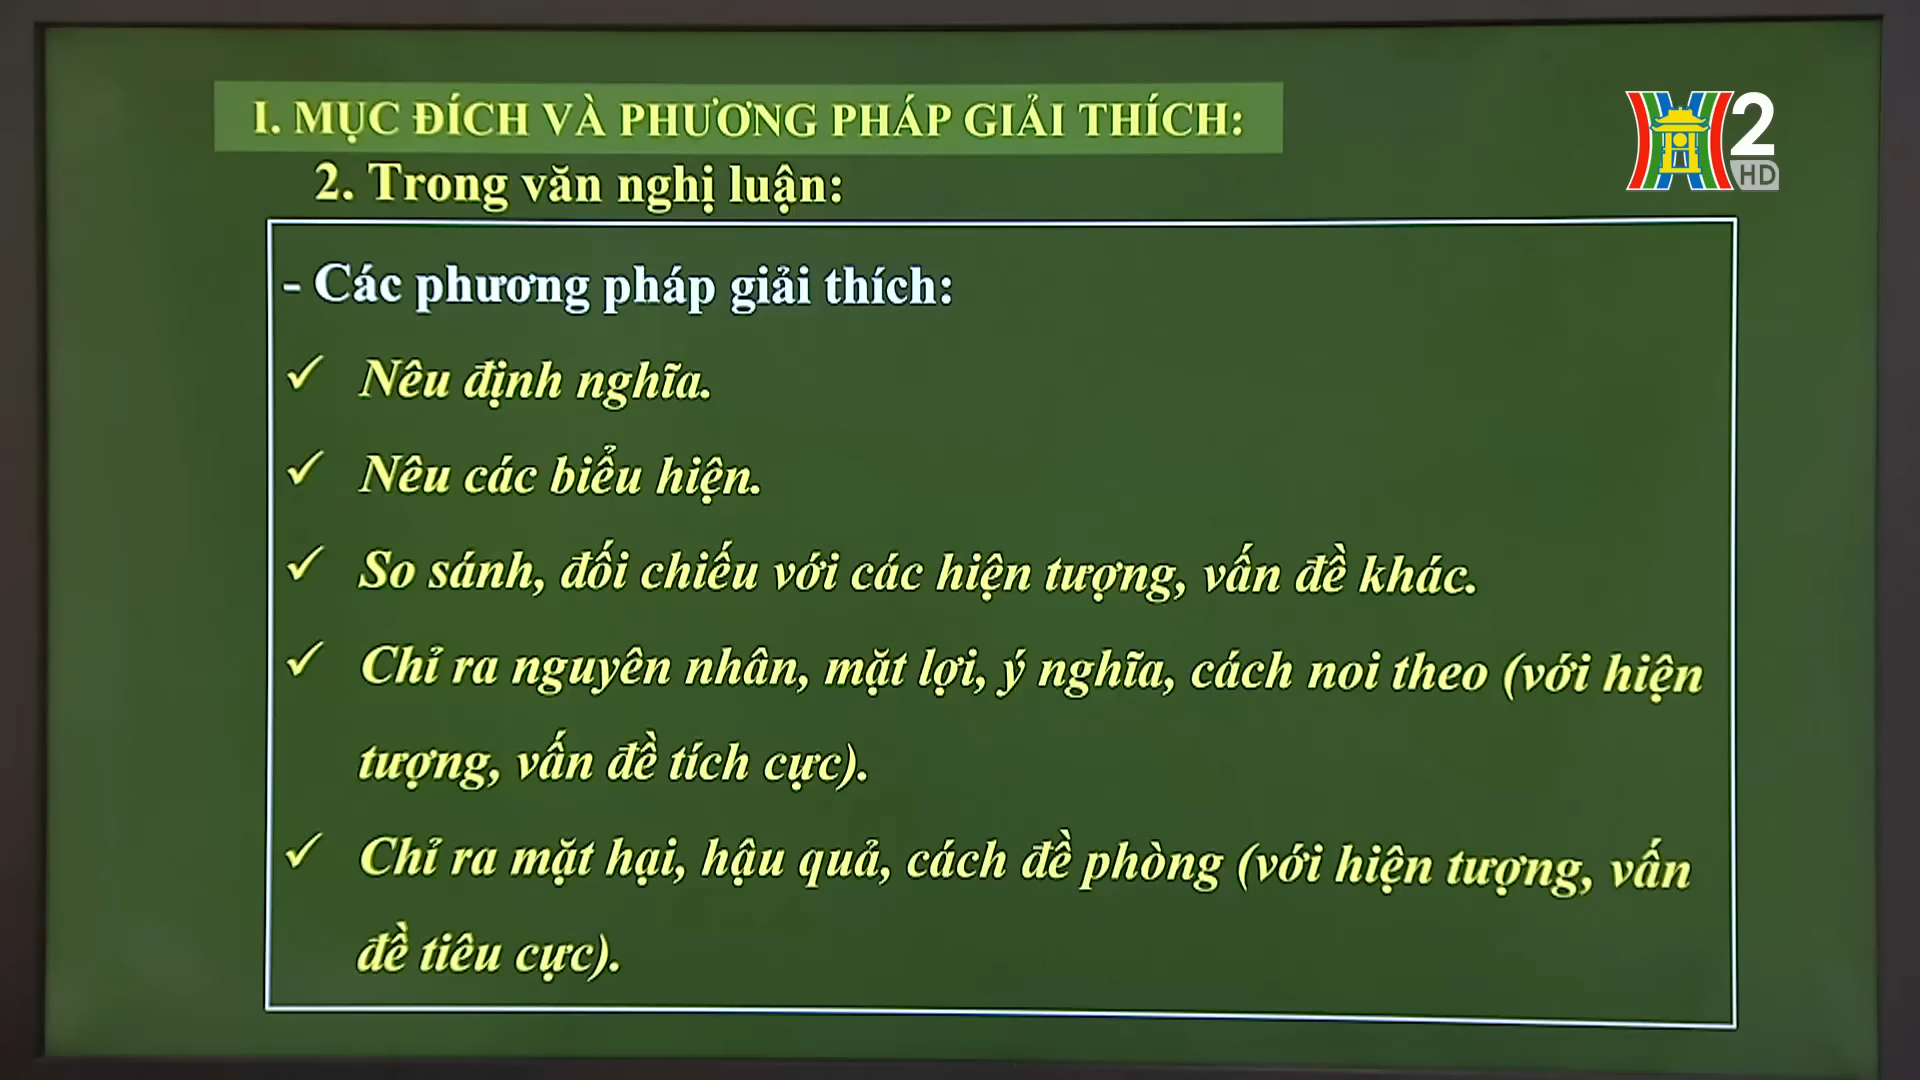 I. MỤC ĐÍCH VÀ PHƯƠNG PHÁP GIẢI THÍCH:
2
HD
2. Trong văn nghị luận:
- Các phương pháp giải thích:
✓ Nêu định nghĩa.
✓ Nêu các biểu hiện.
✓ So sánh, đối chiếu với các hiện tượng, vấn đề khác.
✓ Chỉ ra nguyên nhân, mặt lợi, ý nghĩa, cách noi theo (với hiện
tượng, vấn đề tích cực).
✓ Chỉ ra mặt hại, hậu quả, cách đề phòng (với hiện tượng, vấn
đề tiêu cực).